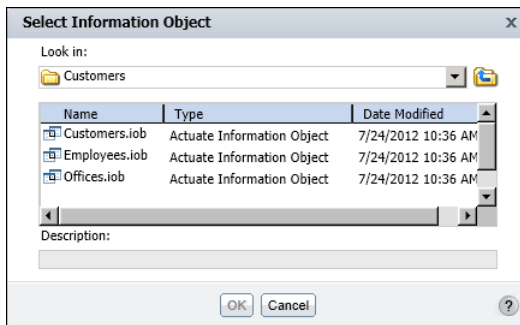 Select Information Object x
Look in:
Customers
Name Type Date Modified
Customers.iob Actuate Information Object 7/24/2012 10:36 AM
Employees.iob Actuate Information Object 7/24/2012 10:36 AM
Offices.iob Actuate Information Object 7/24/2012 10:36 AM
Description:
OK Cancel ?